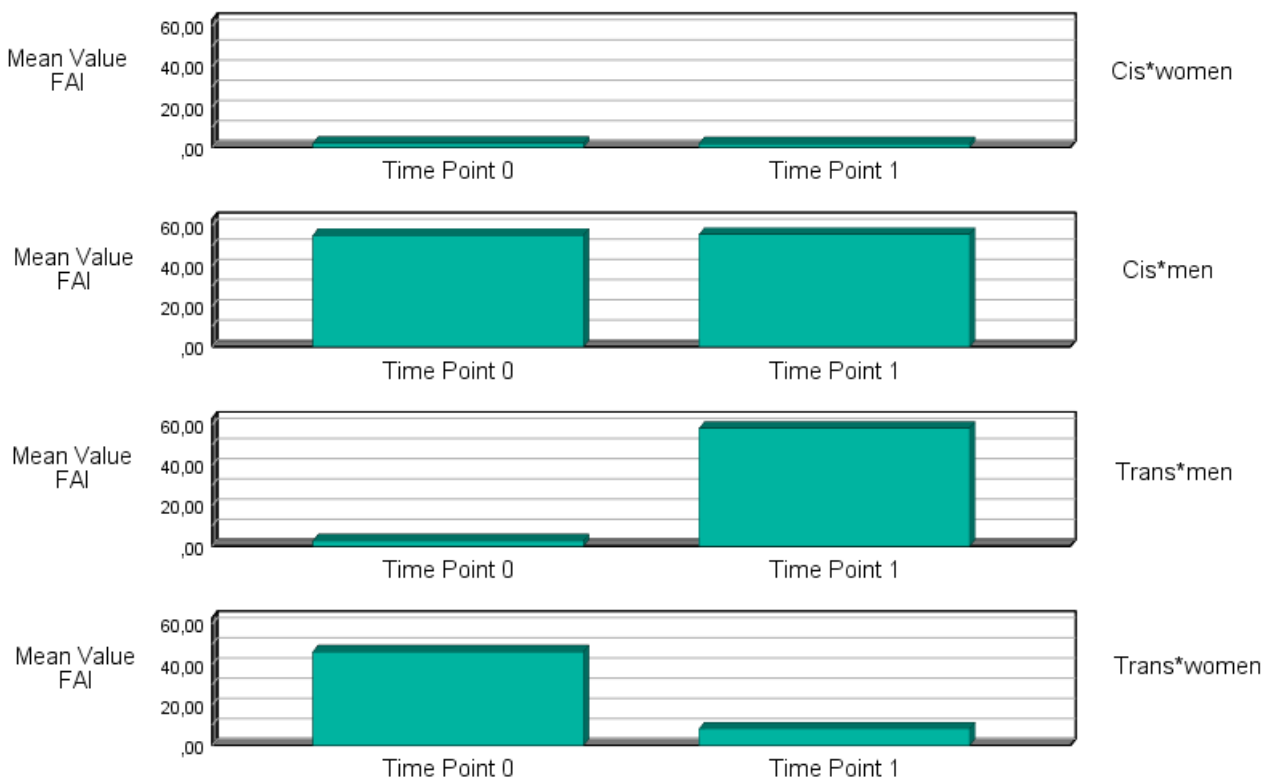 60,00
40,00
20,00
,00
Mean Value
FAI
Cis*women
Time Point 0
Time Point 1
60,00
40,00
20,00
,00
Mean Value
FAI
Cis*men
Time Point 0
Time Point 1
60,00
40,00
20,00
,00
Mean Value
FAI
Trans*men
Time Point 0
Time Point 1
60,00
40,00
20,00
,00
Mean Value
FAI
Trans*women
Time Point 0
Time Point 1